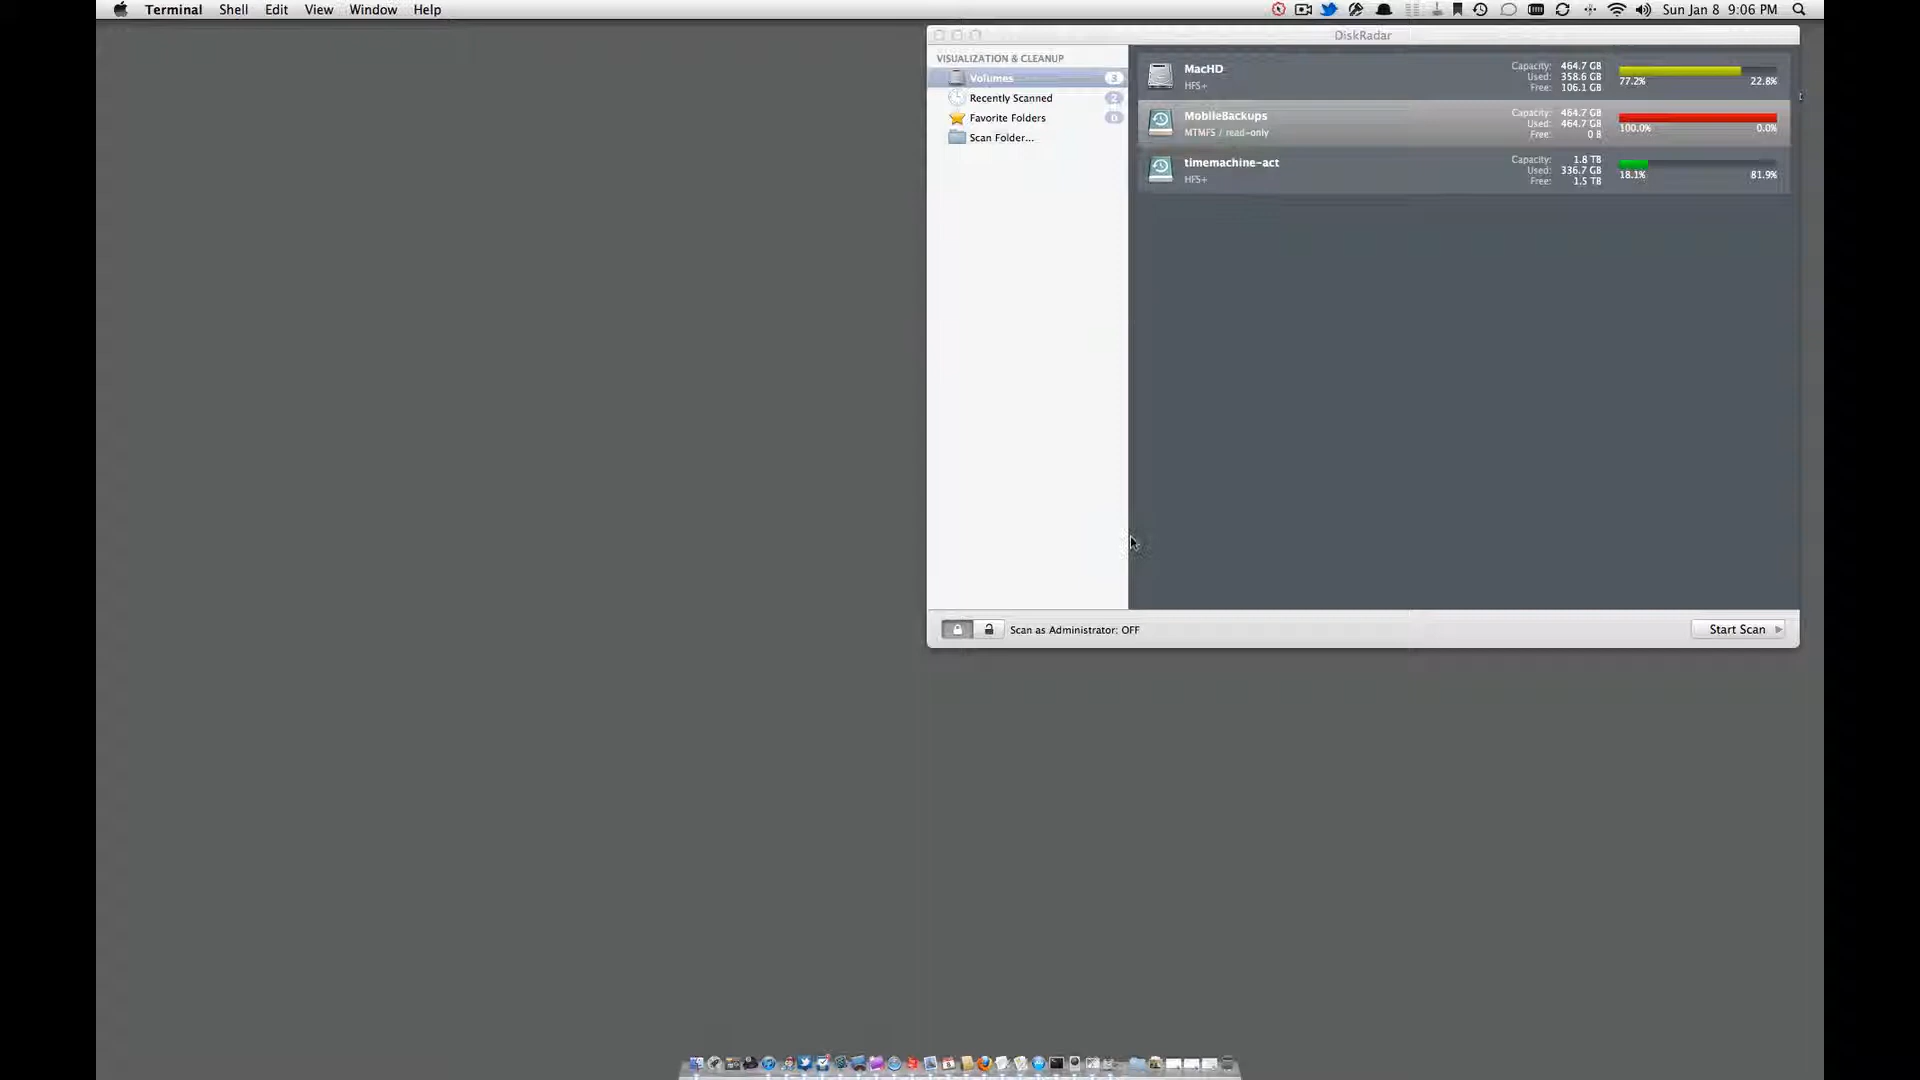 Terminal Shell Edit View Window Help Sun Jan 8 9:06 PM
DiskRadar
VISUALIZATION & CLEANUP
Volumes 3
Recently Scanned 2
Favorite Folders 0
Scan Folder...
MacHD
HFS+
Capacity: 464.7 GB
Used: 358.6 GB
Free: 106.1 GB
77.2% 22.8%
MobileBackups
MTMFS / read-only
Capacity: 464.7 GB
Used: 464.7 GB
Free: 0 B
100.0% 0.0%
timemachine-act
HFS+
Capacity: 1.8 TB
Used: 336.7 GB
Free: 1.5 TB
18.1% 81.9%
Scan as Administrator: OFF
Start Scan